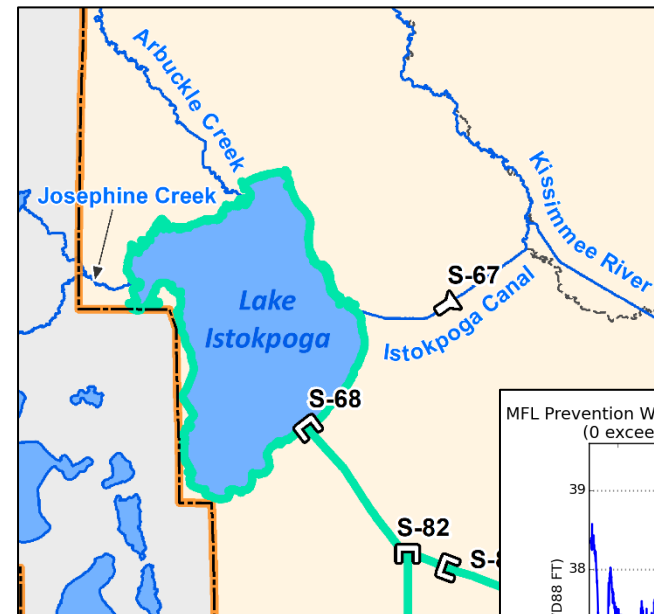 Arbuckle Creek
Kissimmee River
Josephine Creek
S-67
Lake
Istokpoga
Istokpoga Canal
S-68
MFL Prevention W
(0 excee
39
S-82
S-8
38
D88 FT)